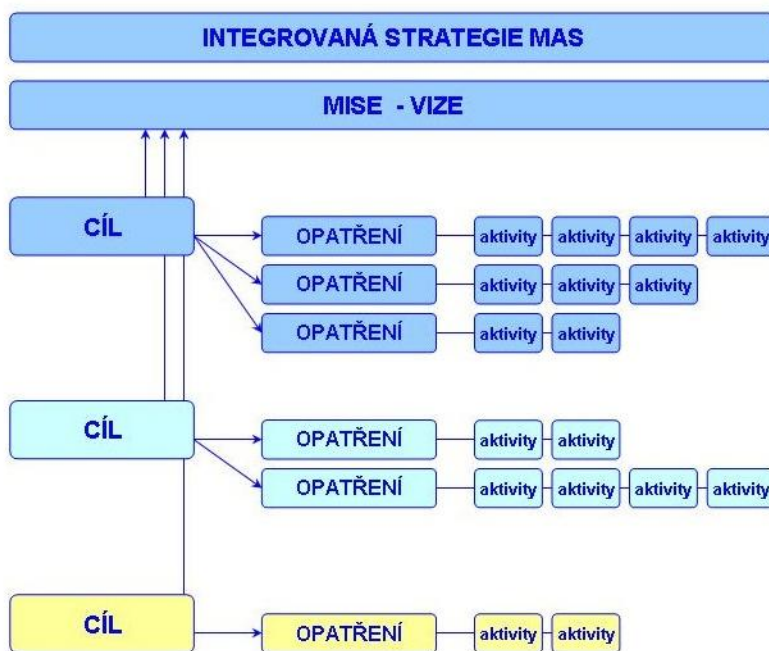 INTEGROVANÁ STRATEGIE MAS
MISE - VIZE
CÍL
OPATŘENÍ aktivity aktivity aktivity aktivity
OPATŘENÍ aktivity aktivity aktivity
OPATŘENÍ aktivity aktivity
CÍL
OPATŘENÍ aktivity aktivity
OPATŘENÍ aktivity aktivity aktivity aktivity
CÍL
OPATŘENÍ aktivity aktivity